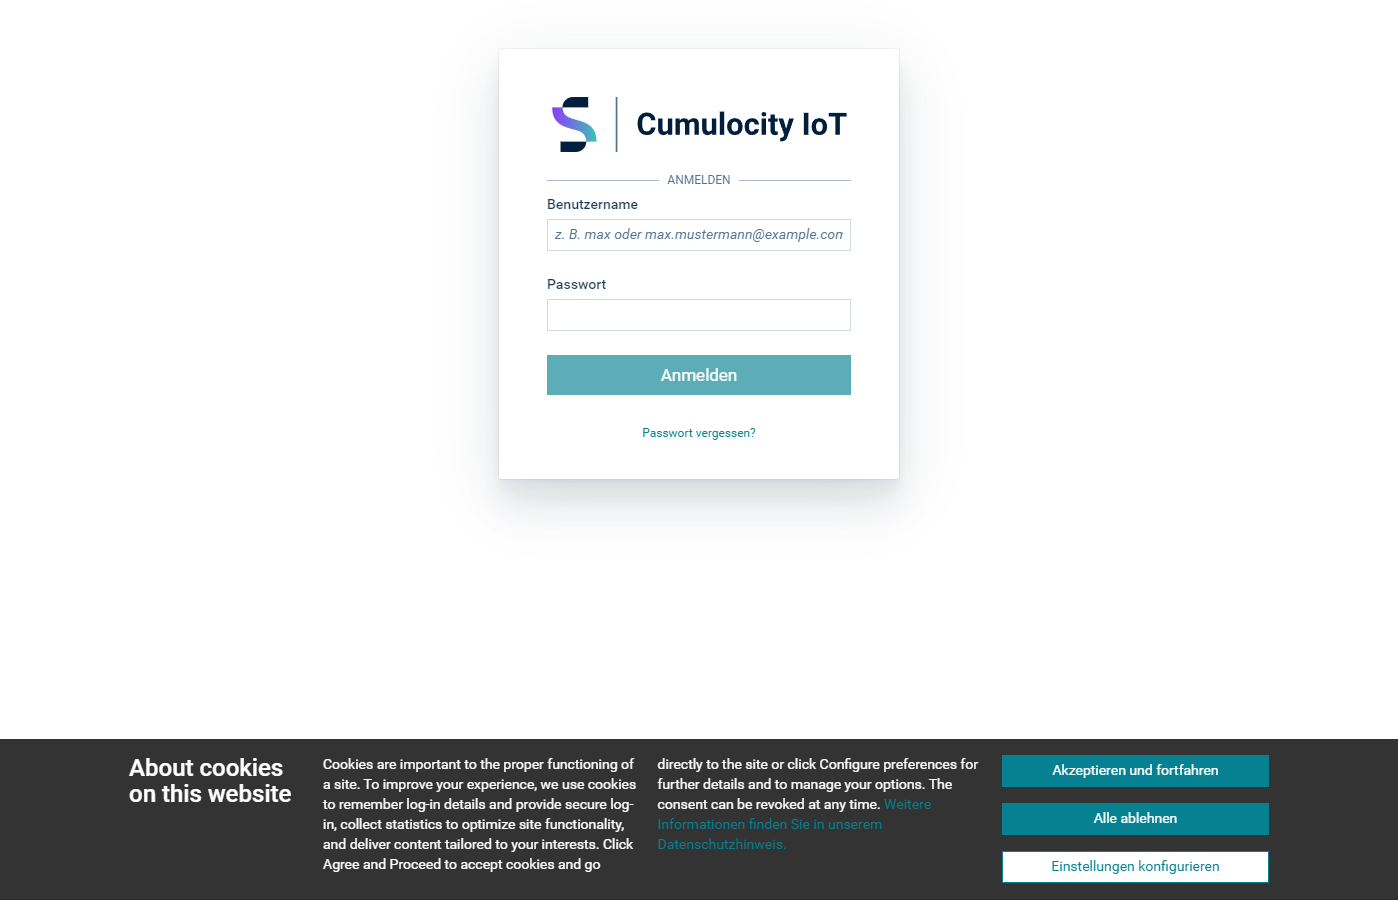 Cumulocity IoT
ANMELDEN
Benutzername
z. B. max oder max.mustermann@example.com
Passwort
Anmelden
Passwort vergessen?
About cookies
on this website
Cookies are important to the proper functioning of
a site. To improve your experience, we use cookies
to remember log-in details and provide secure log-
in, collect statistics to optimize site functionality,
and deliver content tailored to your interests. Click
Agree and Proceed to accept cookies and go
directly to the site or click Configure preferences for
further details and to manage your options. The
consent can be revoked at any time. Weitere
Informationen finden Sie in unserem
Datenschutzhinweis.
Akzeptieren und fortfahren
Alle ablehnen
Einstellungen konfigurieren